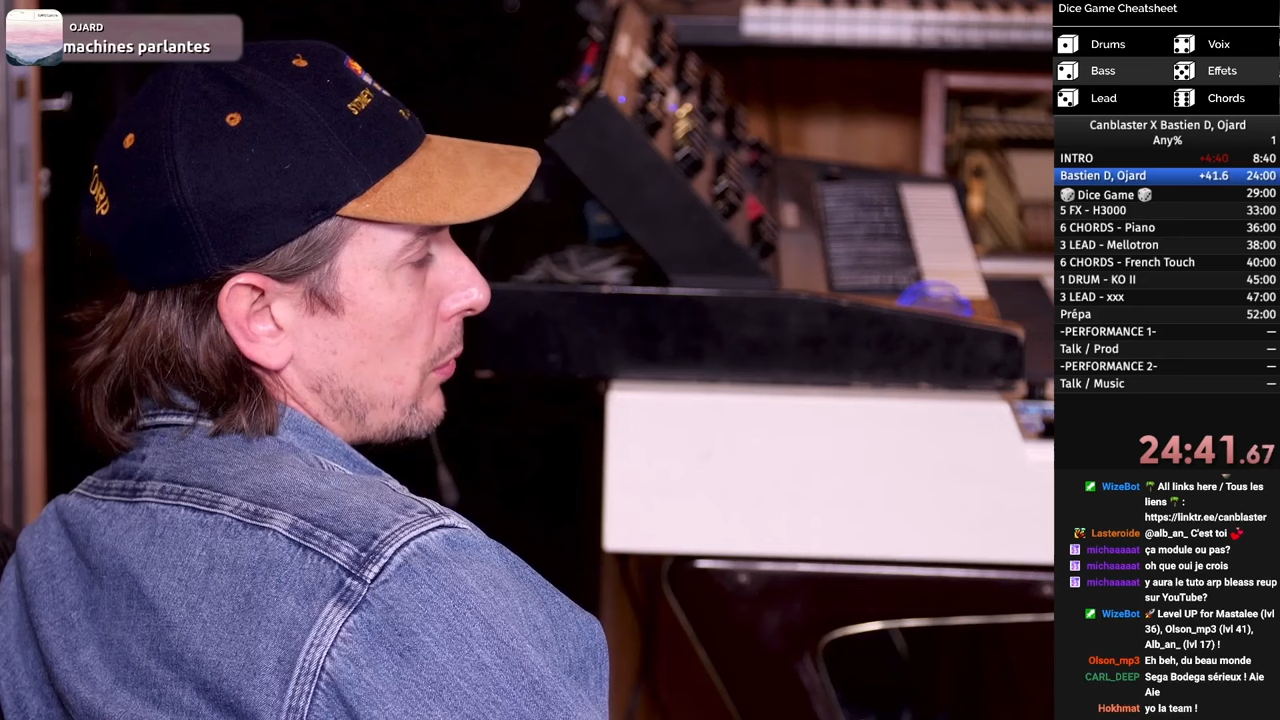 OJARD
machines parlantes
SYDNEY
Dice Game Cheatsheet
Drums
Voix
Bass
Effets
Lead
Chords
Canblaster X Bastien D, Ojard
Any%
1
INTRO +4:40 8:40
Bastien D, Ojard +41.6 24:00
🎲 Dice Game 🎲 29:00
5 FX - H3000 33:00
6 CHORDS - Piano 36:00
3 LEAD - Mellotron 38:00
6 CHORDS - French Touch 40:00
1 DRUM - KO II 45:00
3 LEAD - xxx 47:00
Prépa 52:00
-PERFORMANCE 1- —
Talk / Prod —
-PERFORMANCE 2- —
Talk / Music —
24:41.67
WizeBot 🌴 All links here / Tous les
liens 🌴 :
https://linktr.ee/canblaster
Lasteroide @alb_an_ C'est toi 💕
michaaaaat ça module ou pas?
michaaaaat oh que oui je crois
michaaaaat y aura le tuto arp bleass reup
sur YouTube?
WizeBot 🚀 Level UP for Mastalee (lvl
36), Olson_mp3 (lvl 41),
Alb_an_ (lvl 17) !
Olson_mp3 Eh beh, du beau monde
CARL_DEEP Sega Bodega sérieux ! Aie
Aie
Hokhmat yo la team !